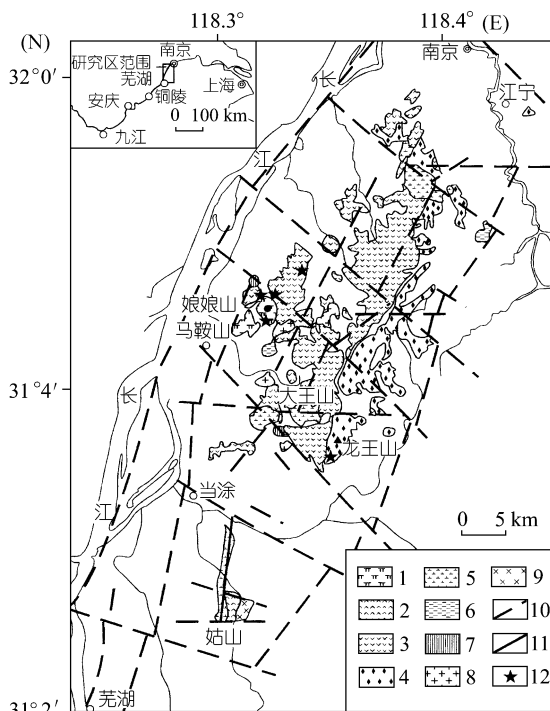 118.3°
118.4° (E)
(N)
32°0′
31°4′
31°2′
南京
研究区范围
芜湖
上海
安庆
铜陵
九江
0 100 km
南京
江宁
长
江
娘娘山
马鞍山
大王山
龙王山
长
江
当涂
0 5 km
姑山
芜湖
1 5 9
2 6 10
3 7 11
4 8 12